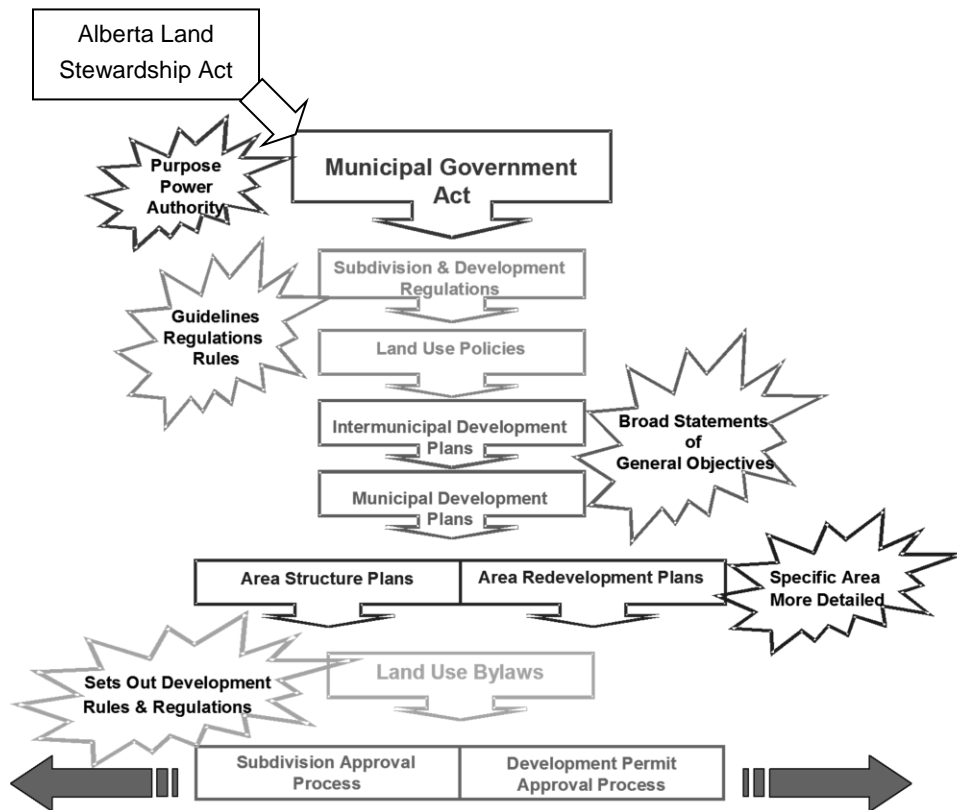 Alberta Land
Stewardship Act
Purpose
Power
Authority
Municipal Government
Act
Subdivision & Development
Regulations
Guidelines
Regulations
Rules
Land Use Policies
Intermunicipal Development
Plans
Broad Statements
of
General Objectives
Municipal Development
Plans
Area Structure Plans
Area Redevelopment Plans
Specific Area
More Detailed
Sets Out Development
Rules & Regulations
Land Use Bylaws
Subdivision Approval
Process
Development Permit
Approval Process